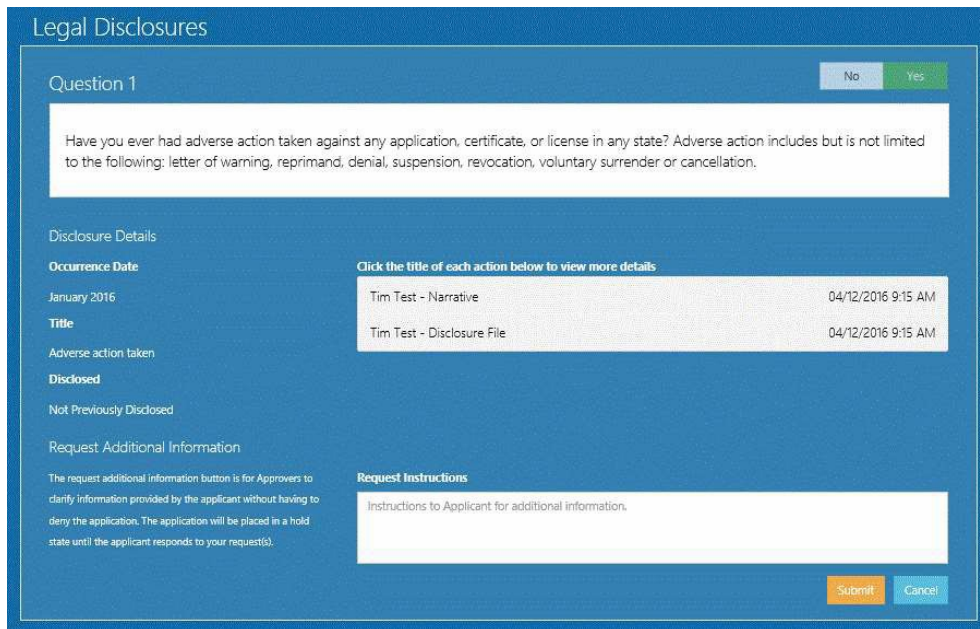 Legal Disclosures
Question 1
No Yes
Have you ever had adverse action taken against any application, certificate, or license in any state? Adverse action includes but is not limited
to the following: letter of warning, reprimand, denial, suspension, revocation, voluntary surrender or cancellation.
Disclosure Details
Occurrence Date
January 2016
Title
Adverse action taken
Disclosed
Not Previously Disclosed
Click the title of each action below to view more details
Tim Test - Narrative 04/12/2016 9:15 AM
Tim Test - Disclosure File 04/12/2016 9:15 AM
Request Additional Information
The request additional information button is for Approvers to
clarify information provided by the applicant without having to
deny the application. The application will be placed in a hold
state until the applicant responds to your request(s).
Request Instructions
Instructions to Applicant for additional information.
Submit Cancel